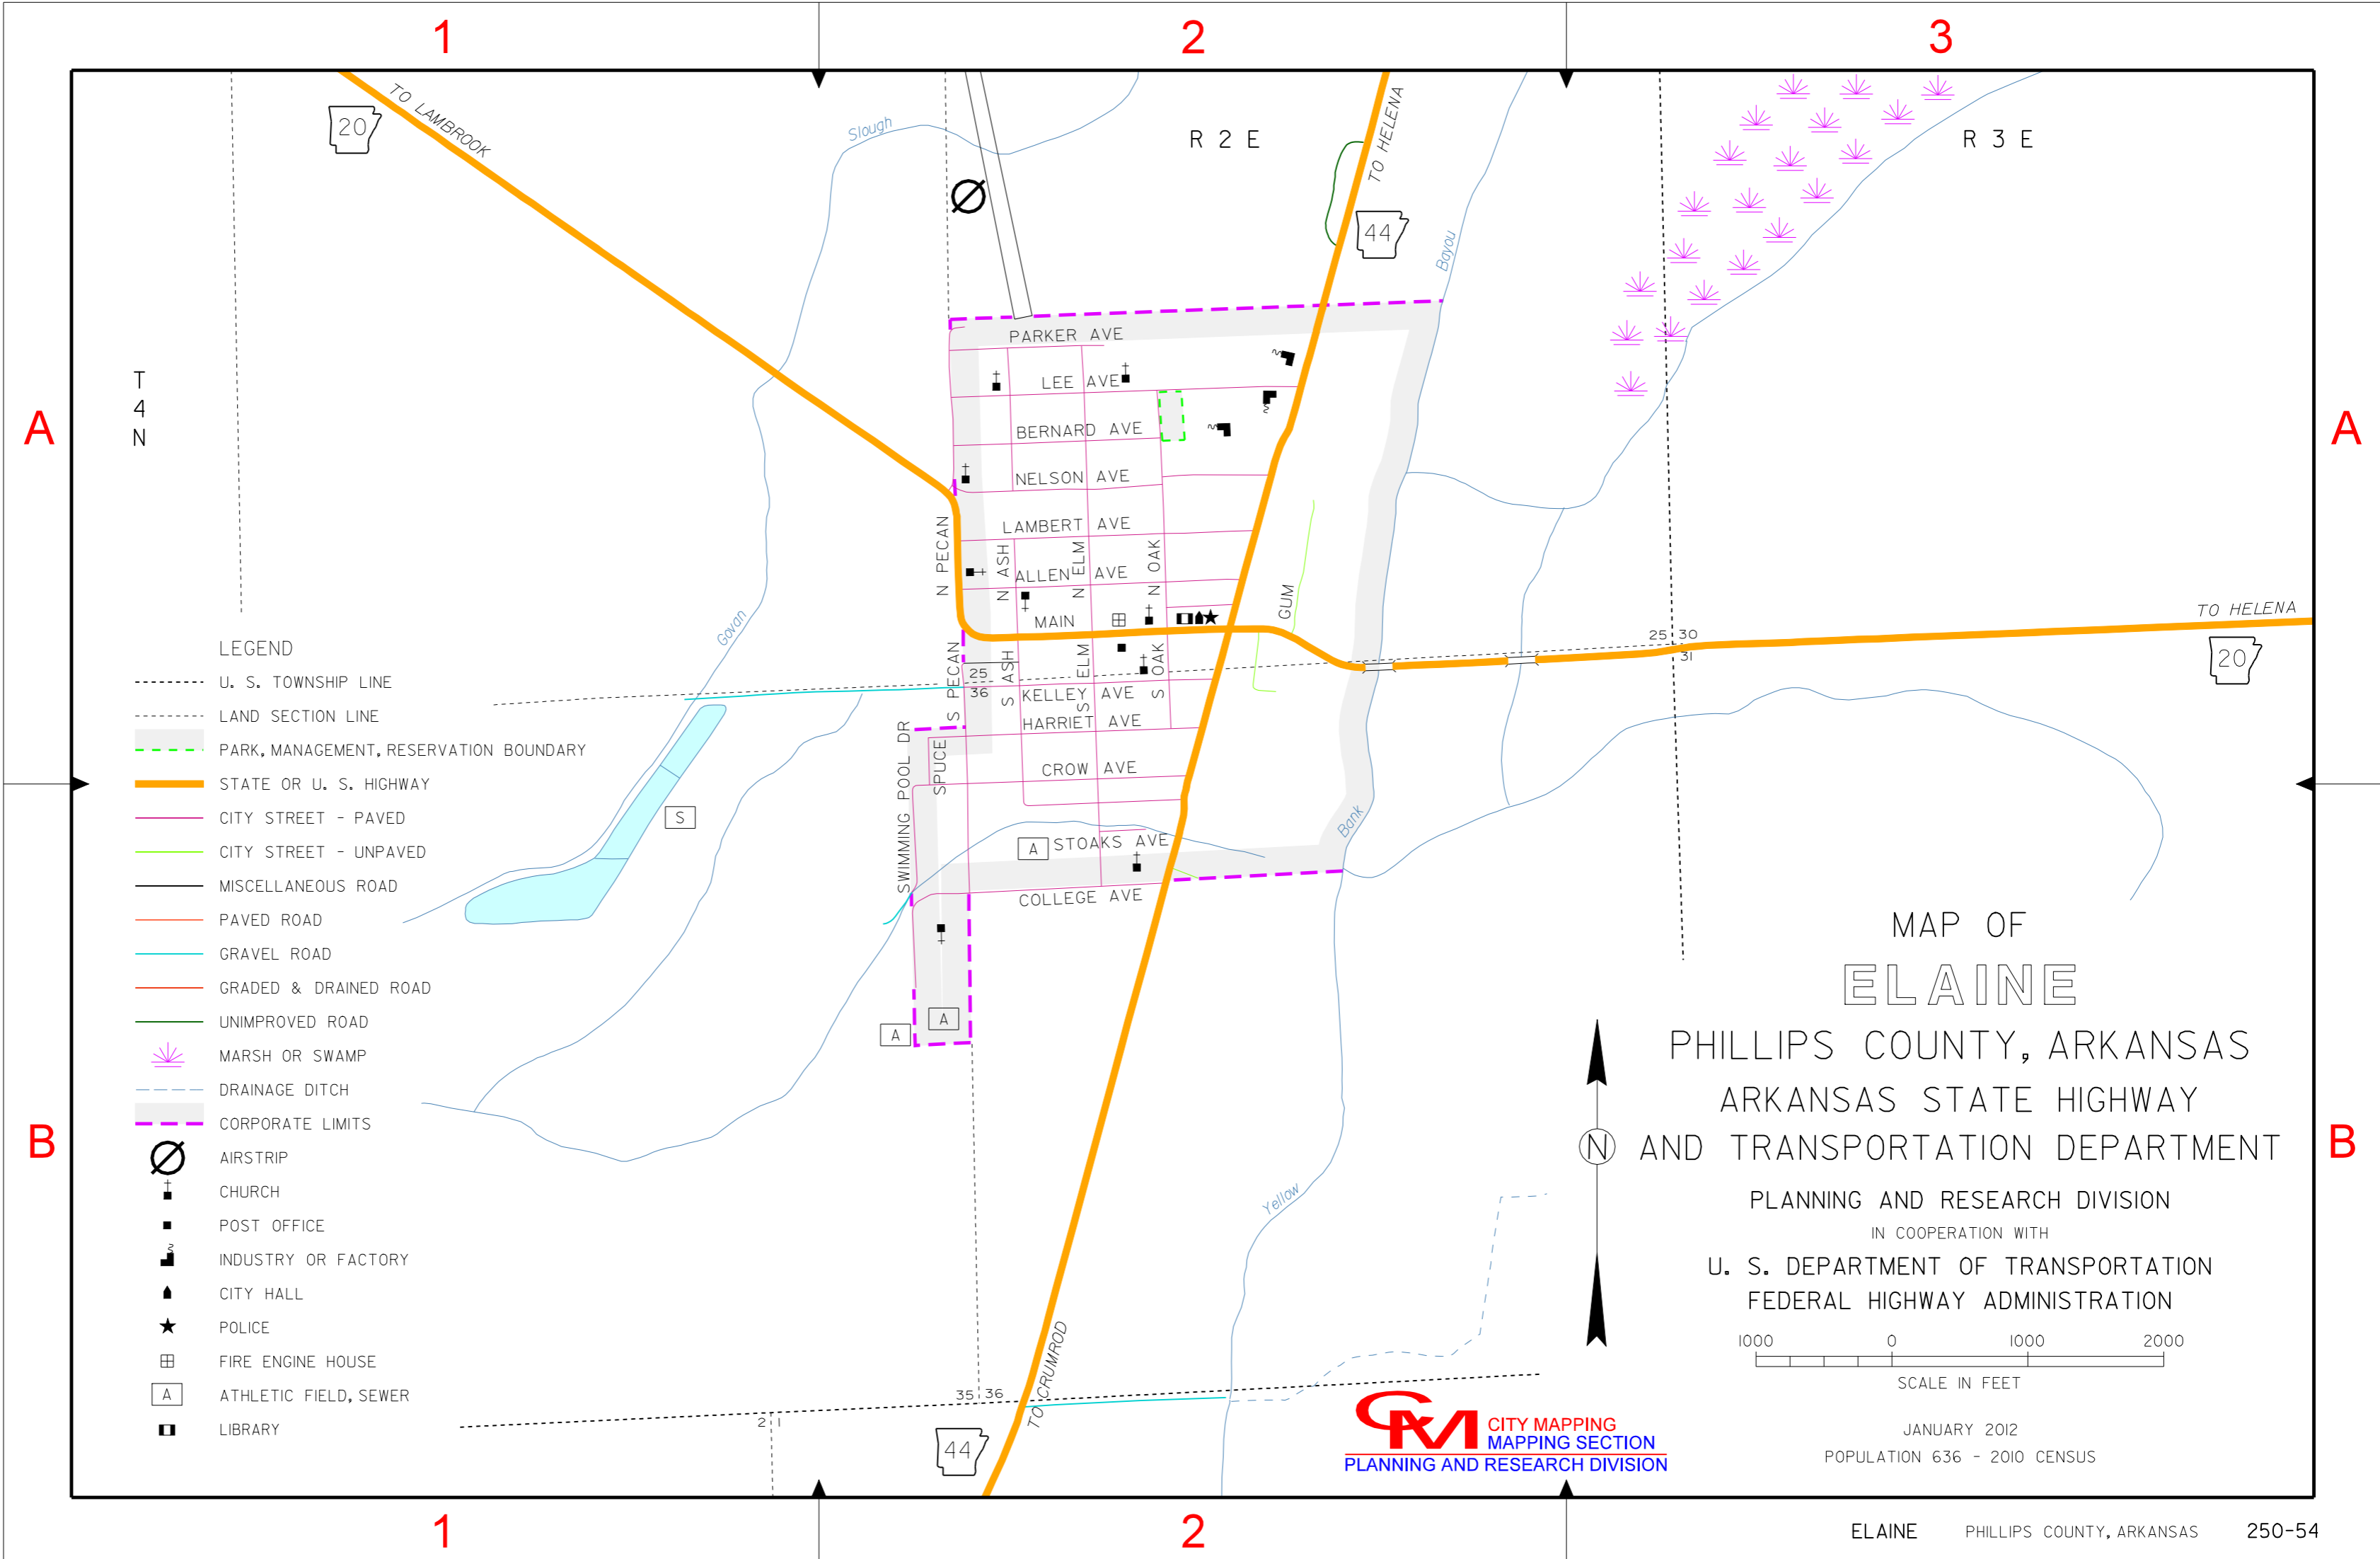 1
2
3
20
TO LAMBROOK
Slough
R 2 E
TO HELENA
44
Bayou
R 3 E
T
4
N
A
A
PARKER AVE
LEE AVE
BERNARD AVE
NELSON AVE
LAMBERT AVE
N PECAN
N ASH
N ELM
N OAK
ALLEN AVE
MAIN
GUM
Govan
TO HELENA
20
25 30
31
25
36
S PECAN
S ASH
S ELM
S OAK
KELLEY AVE
HARRIET AVE
SWIMMING POOL DR
SPUCE
CROW AVE
S
A
STOAKS AVE
Bank
COLLEGE AVE
A
A
LEGEND
U. S. TOWNSHIP LINE
LAND SECTION LINE
PARK, MANAGEMENT, RESERVATION BOUNDARY
STATE OR U. S. HIGHWAY
CITY STREET - PAVED
CITY STREET - UNPAVED
MISCELLANEOUS ROAD
PAVED ROAD
GRAVEL ROAD
GRADED & DRAINED ROAD
UNIMPROVED ROAD
MARSH OR SWAMP
DRAINAGE DITCH
CORPORATE LIMITS
AIRSTRIP
CHURCH
POST OFFICE
INDUSTRY OR FACTORY
CITY HALL
POLICE
FIRE ENGINE HOUSE
A ATHLETIC FIELD, SEWER
LIBRARY
B
B
Yellow
TO CRUMROD
35 36
2 1
44
MAP OF
ELAINE
PHILLIPS COUNTY, ARKANSAS
ARKANSAS STATE HIGHWAY
N
AND TRANSPORTATION DEPARTMENT
PLANNING AND RESEARCH DIVISION
IN COOPERATION WITH
U. S. DEPARTMENT OF TRANSPORTATION
FEDERAL HIGHWAY ADMINISTRATION
1000 0 1000 2000
SCALE IN FEET
JANUARY 2012
POPULATION 636 - 2010 CENSUS
CM
CITY MAPPING
MAPPING SECTION
PLANNING AND RESEARCH DIVISION
1
2
ELAINE PHILLIPS COUNTY, ARKANSAS 250-54